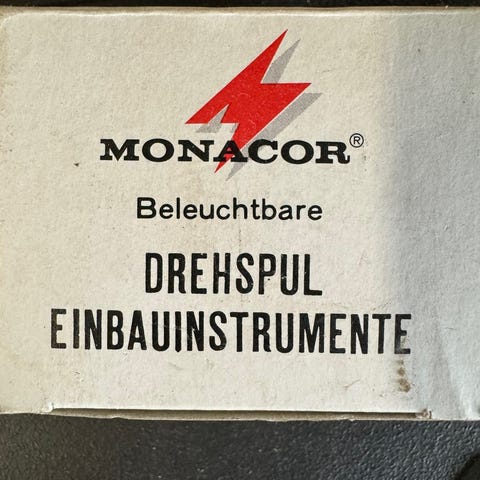 MONACOR®
Beleuchtbare
DREHSPUL
EINBAUINSTRUMENTE